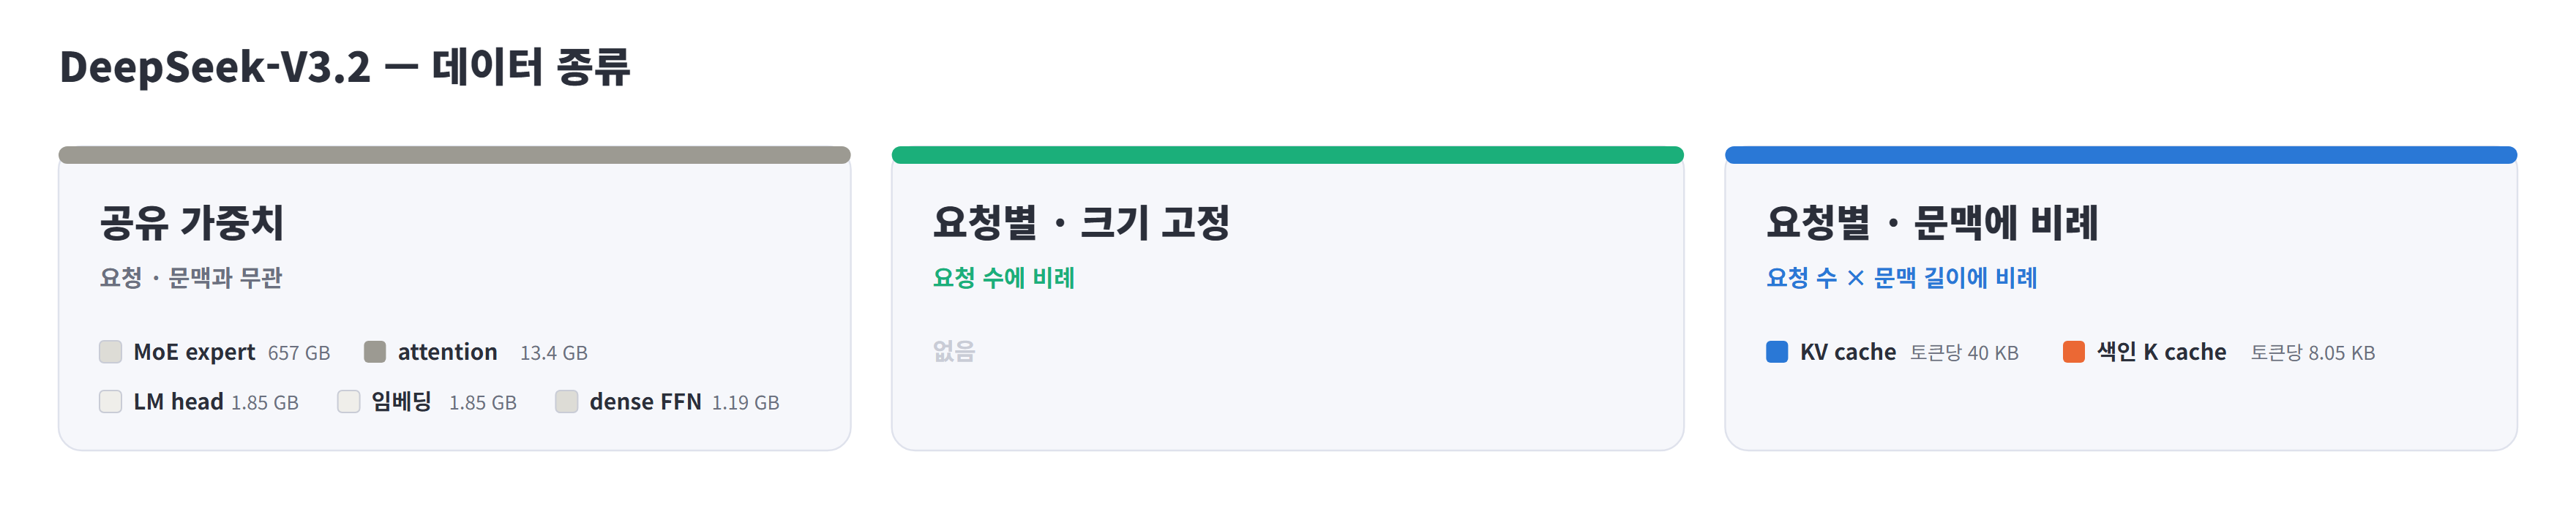 DeepSeek-V3.2 — 데이터 종류
공유 가중치
요청 · 문맥과 무관
MoE expert 657 GB attention 13.4 GB
LM head 1.85 GB 임베딩 1.85 GB dense FFN 1.19 GB
요청별 · 크기 고정
요청 수에 비례
없음
요청별 · 문맥에 비례
요청 수 × 문맥 길이에 비례
KV cache 토큰당 40 KB 색인 K cache 토큰당 8.05 KB